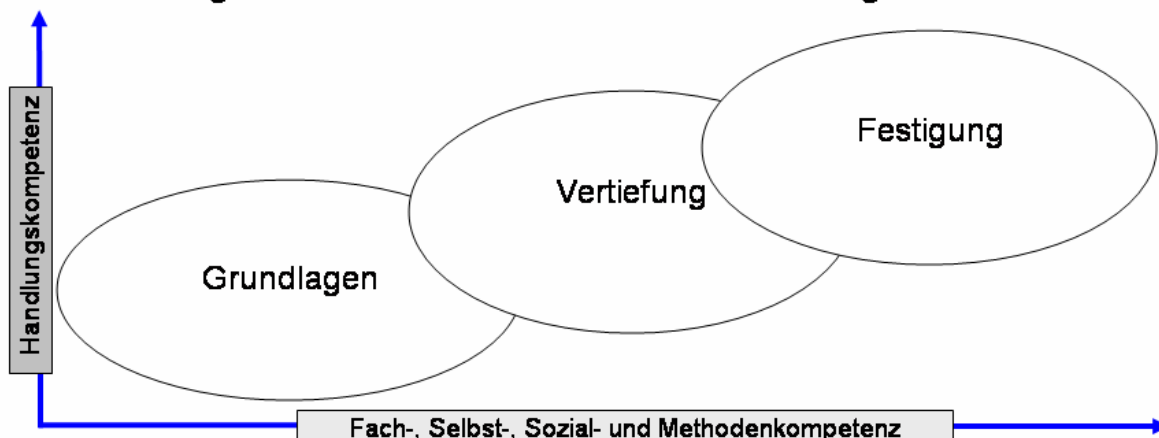 Festigung
Vertiefung
Grundlagen
Handlungskompetenz
Fach-, Selbst-, Sozial- und Methodenkompetenz